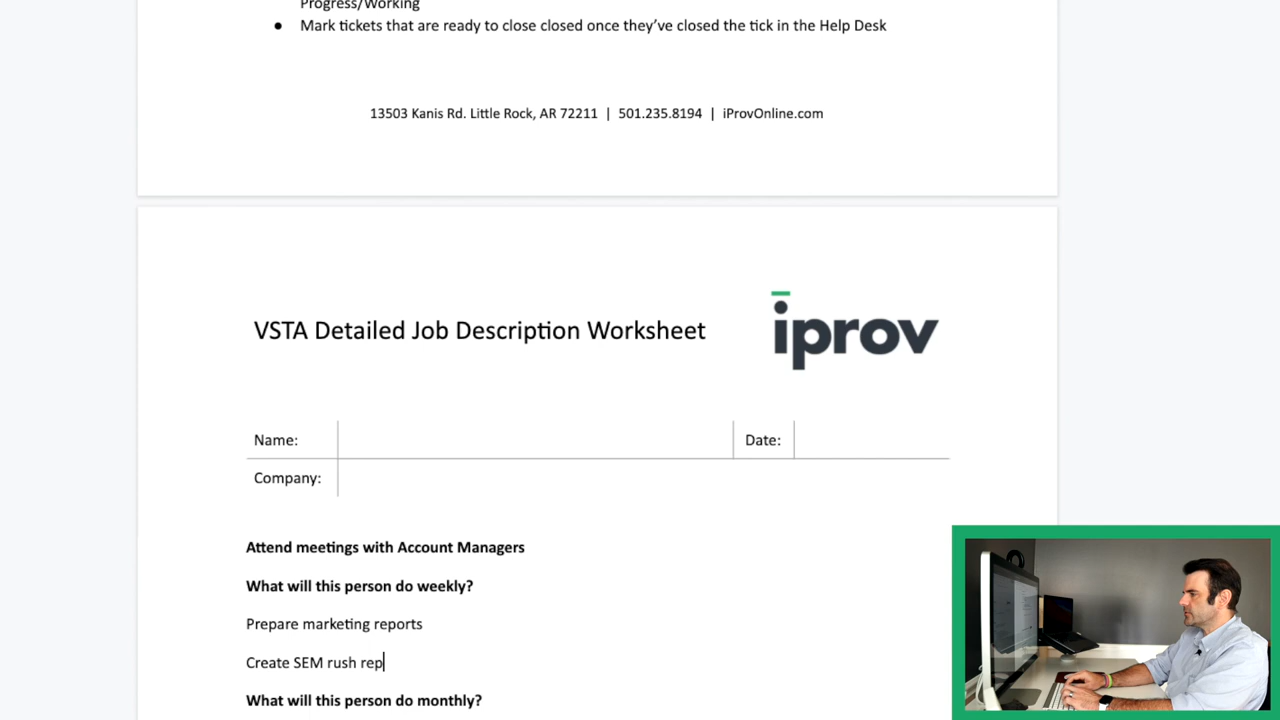 Progress/Working
● Mark tickets that are ready to close closed once they've closed the tick in the Help Desk
13503 Kanis Rd. Little Rock, AR 72211 | 501.235.8194 | iProvOnline.com
VSTA Detailed Job Description Worksheet
iprov
Name:
Date:
Company:
Attend meetings with Account Managers
What will this person do weekly?
Prepare marketing reports
Create SEM rush rep
What will this person do monthly?